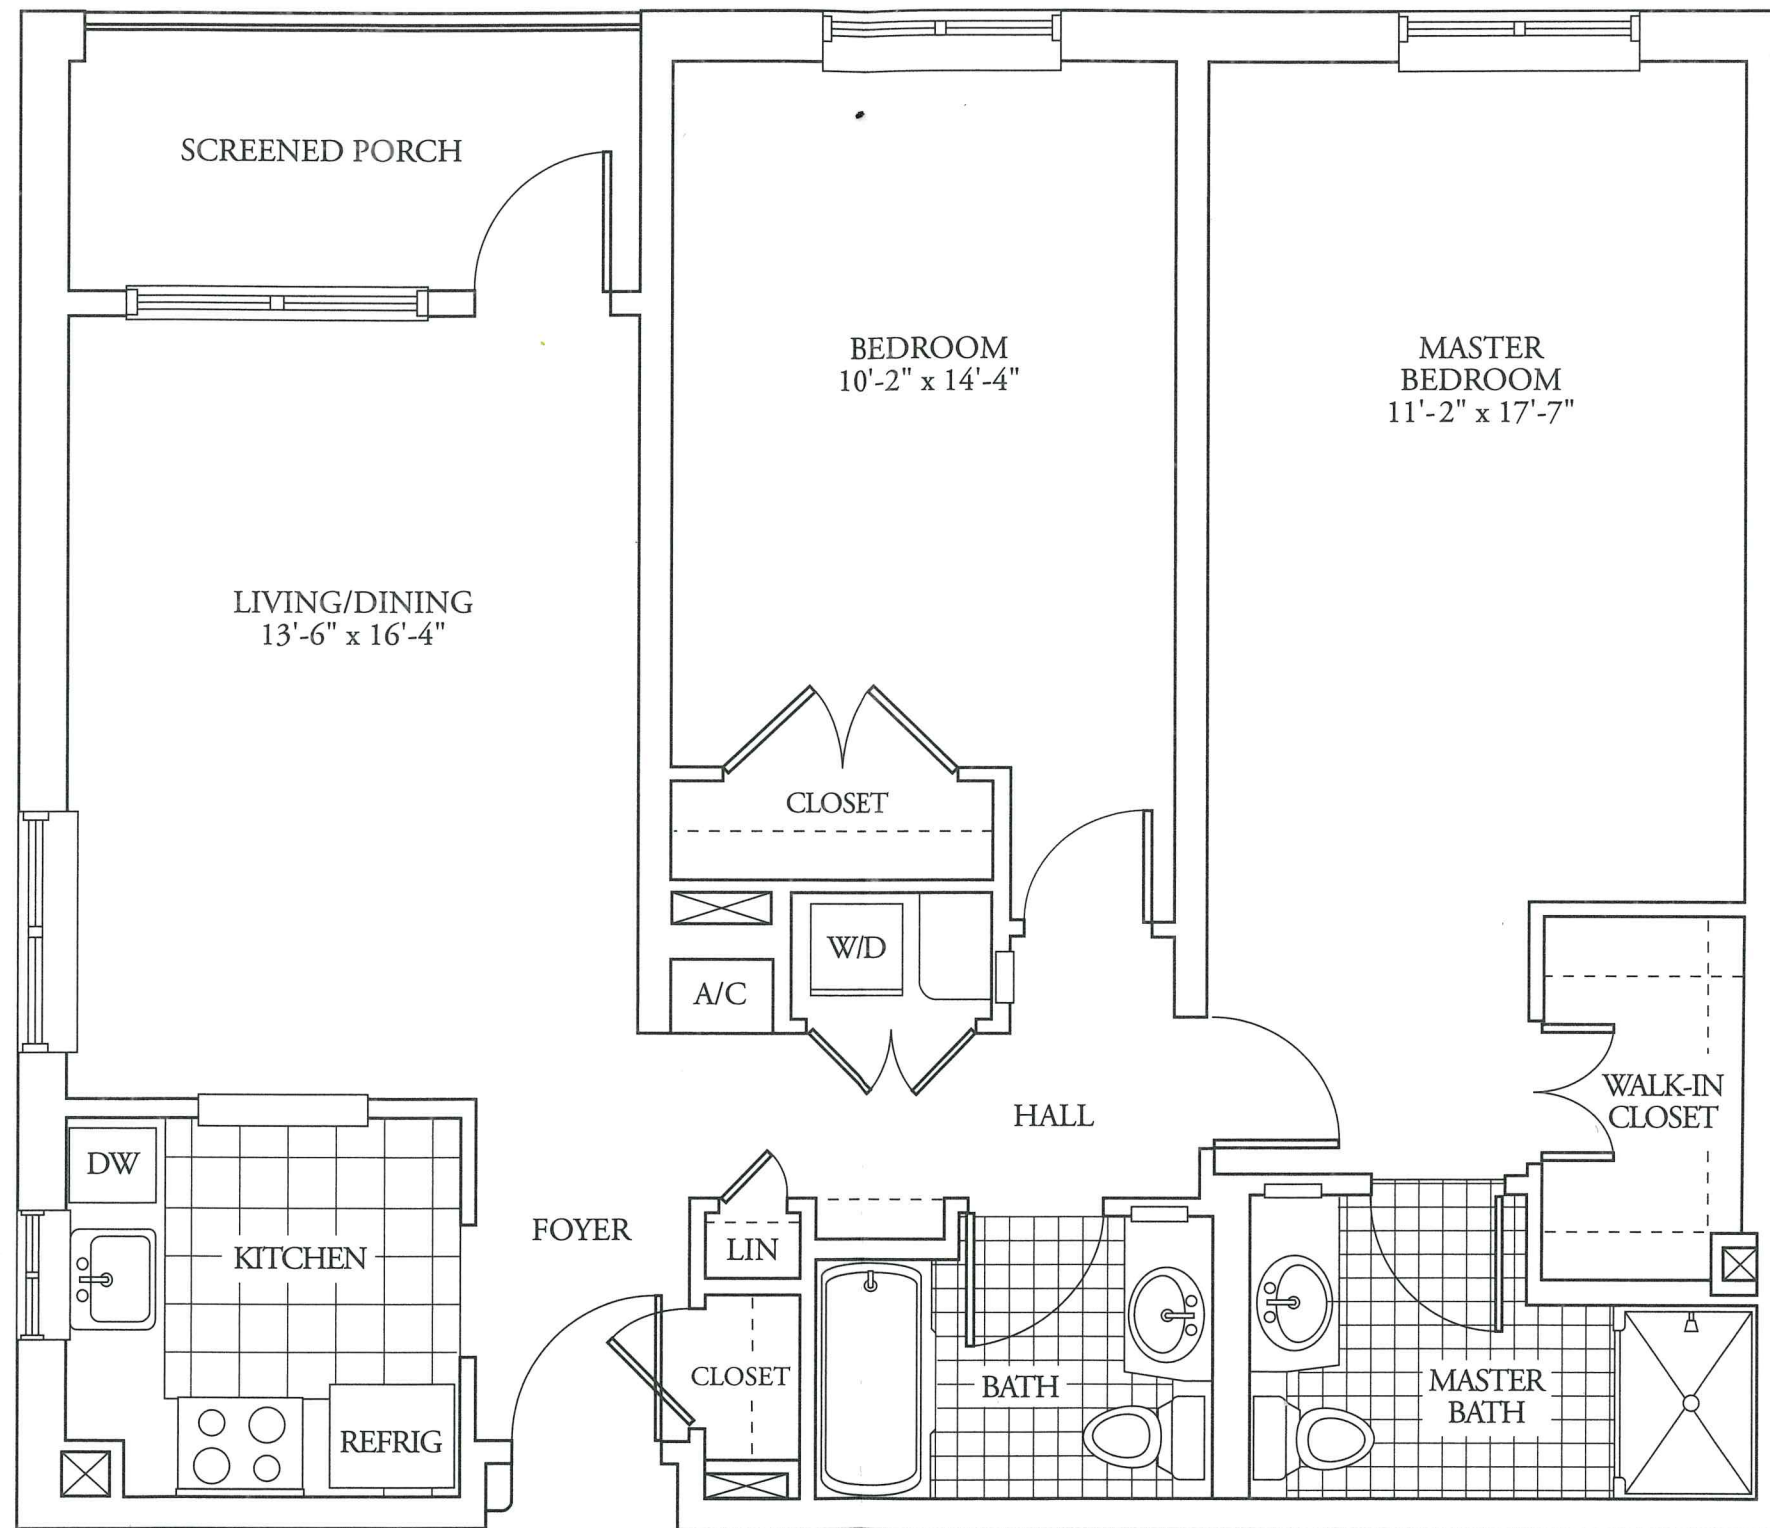 SCREENED PORCH
BEDROOM
10'-2" x 14'-4"
MASTER
BEDROOM
11'-2" x 17'-7"
LIVING/DINING
13'-6" x 16'-4"
CLOSET
W/D
A/C
HALL
WALK-IN
CLOSET
DW
KITCHEN
FOYER
LIN
CLOSET
BATH
MASTER
BATH
REFRIG